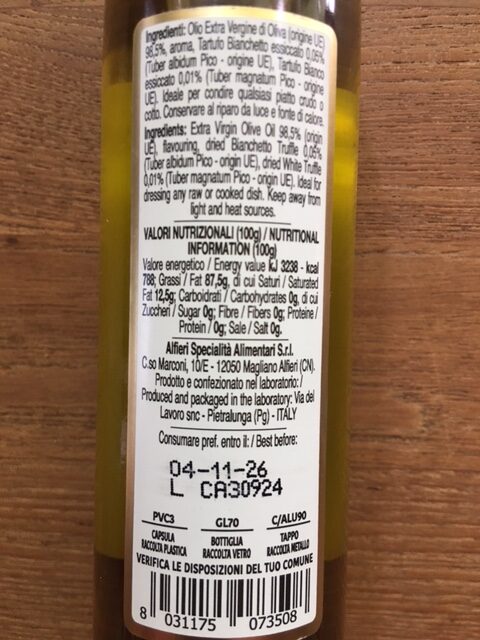 Ingredienti: Olio Extra Vergine di Oliva (origine UE)
98,5%, aroma, Tartufo Bianchetto essiccato 0,05%
(Tuber albidum Pico - origine UE), Tartufo Bianco
essiccato 0,01% (Tuber magnatum Pico - origine
UE). Ideale per condire qualsiasi piatto crudo o
cotto. Conservare al riparo da luce e fonte di calore.
Ingredients: Extra Virgin Olive Oil 98,5% (origin
UE), flavouring, dried Bianchetto Truffle 0,05%
(Tuber albidum Pico - origin UE), dried White Truffle
0,01% (Tuber magnatum Pico - origin UE). Ideal for
dressing any raw or cooked dish. Keep away from
light and heat sources.
VALORI NUTRIZIONALI (100g) / NUTRITIONAL
INFORMATION (100g)
Valore energetico / Energy value kJ 3238 - kcal
788; Grassi / Fat 87,5g, di cui Saturi / Saturated
Fat 12,5g; Carboidrati / Carbohydrates 0g, di cui
Zuccheri / Sugar 0g; Fibre / Fibers 0g; Proteine /
Protein / 0g; Sale / Salt 0g.
Alfieri Specialità Alimentari S.r.l.
C.so Marconi, 10/E - 12050 Magliano Alfieri (CN).
Prodotto e confezionato nel laboratorio: /
Produced and packaged in the laboratory: Via del
Lavoro snc - Pietralunga (Pg) - ITALY
Consumare pref. entro il: / Best before:
04-11-26
L CA30924
PVC3 GL70 C/ALU90
CAPSULA BOTTIGLIA TAPPO
RACCOLTA PLASTICA RACCOLTA VETRO RACCOLTA METALLO
VERIFICA LE DISPOSIZIONI DEL TUO COMUNE
8 031175 073508